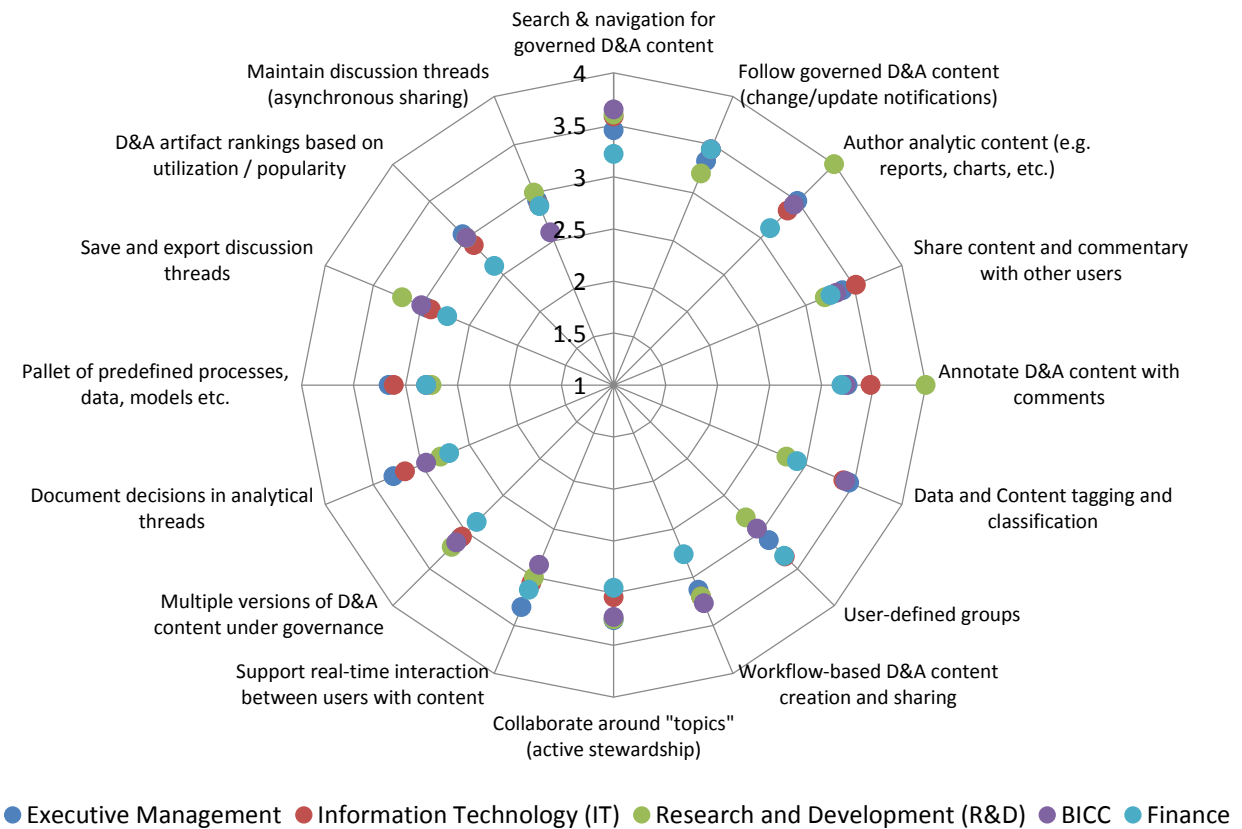 Search & navigation for
governed D&A content
Follow governed D&A content
(change/update notifications)
Author analytic content (e.g.
reports, charts, etc.)
Share content and commentary
with other users
Annotate D&A content with
comments
Data and Content tagging and
classification
User-defined groups
Workflow-based D&A content
creation and sharing
Collaborate around "topics"
(active stewardship)
Support real-time interaction
between users with content
Multiple versions of D&A
content under governance
Document decisions in analytical
threads
Pallet of predefined processes,
data, models etc.
Save and export discussion
threads
D&A artifact rankings based on
utilization / popularity
Maintain discussion threads
(asynchronous sharing)
4
3.5
3
2.5
2
1.5
1
Executive Management Information Technology (IT) Research and Development (R&D) BICC Finance